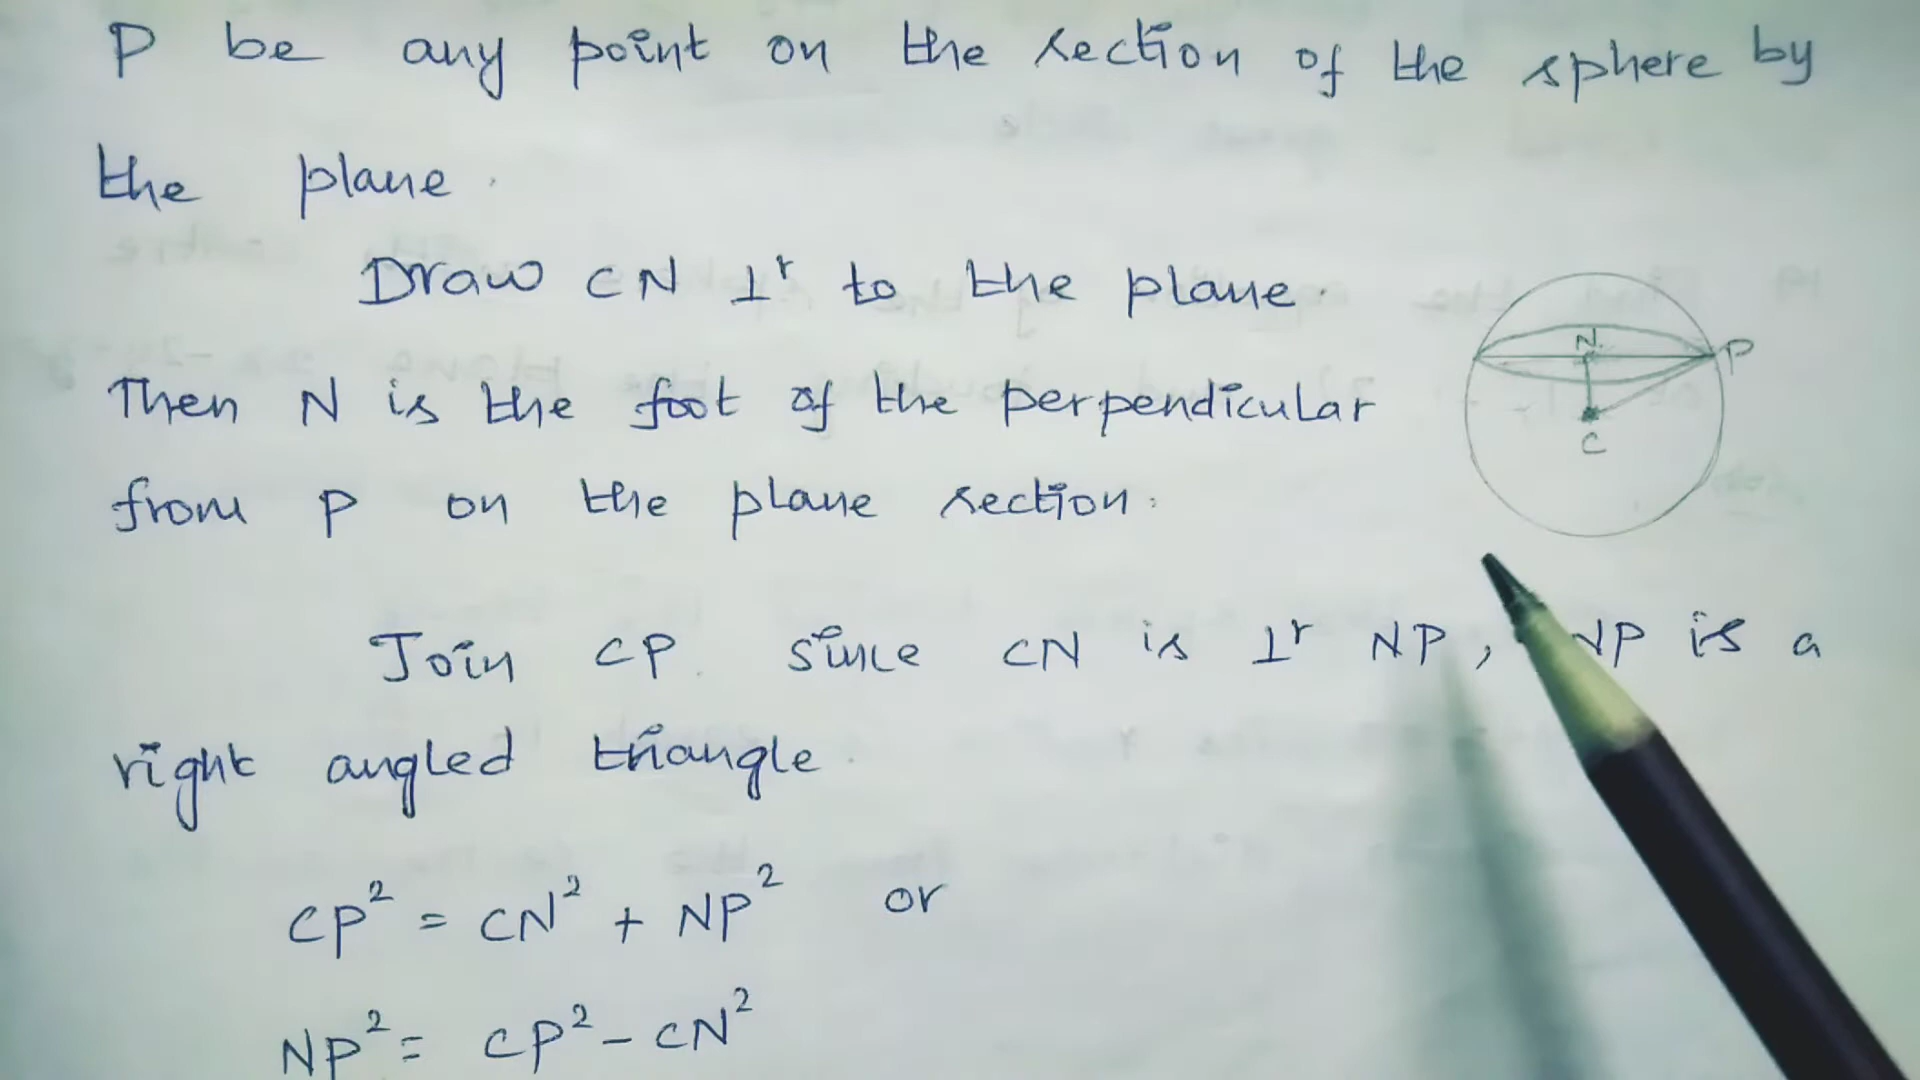 P be any point on the section of the sphere by
the plane.
Draw CN ⊥r to the plane.
Then N is the foot of the perpendicular
from P on the plane section.
N
P
C
Join CP. Since CN is ⊥r NP, NP is a
right angled triangle
CP² = CN² + NP² or
NP² = CP² - CN²